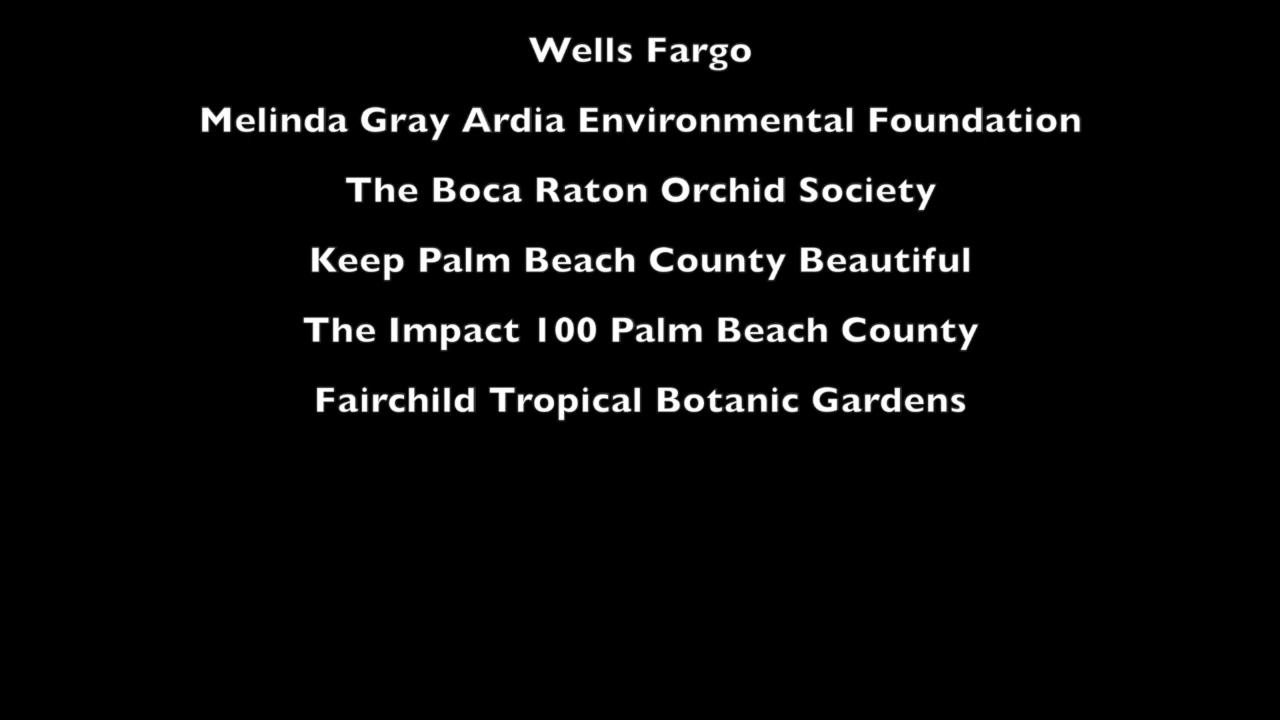 Wells Fargo
Melinda Gray Ardia Environmental Foundation
The Boca Raton Orchid Society
Keep Palm Beach County Beautiful
The Impact 100 Palm Beach County
Fairchild Tropical Botanic Gardens